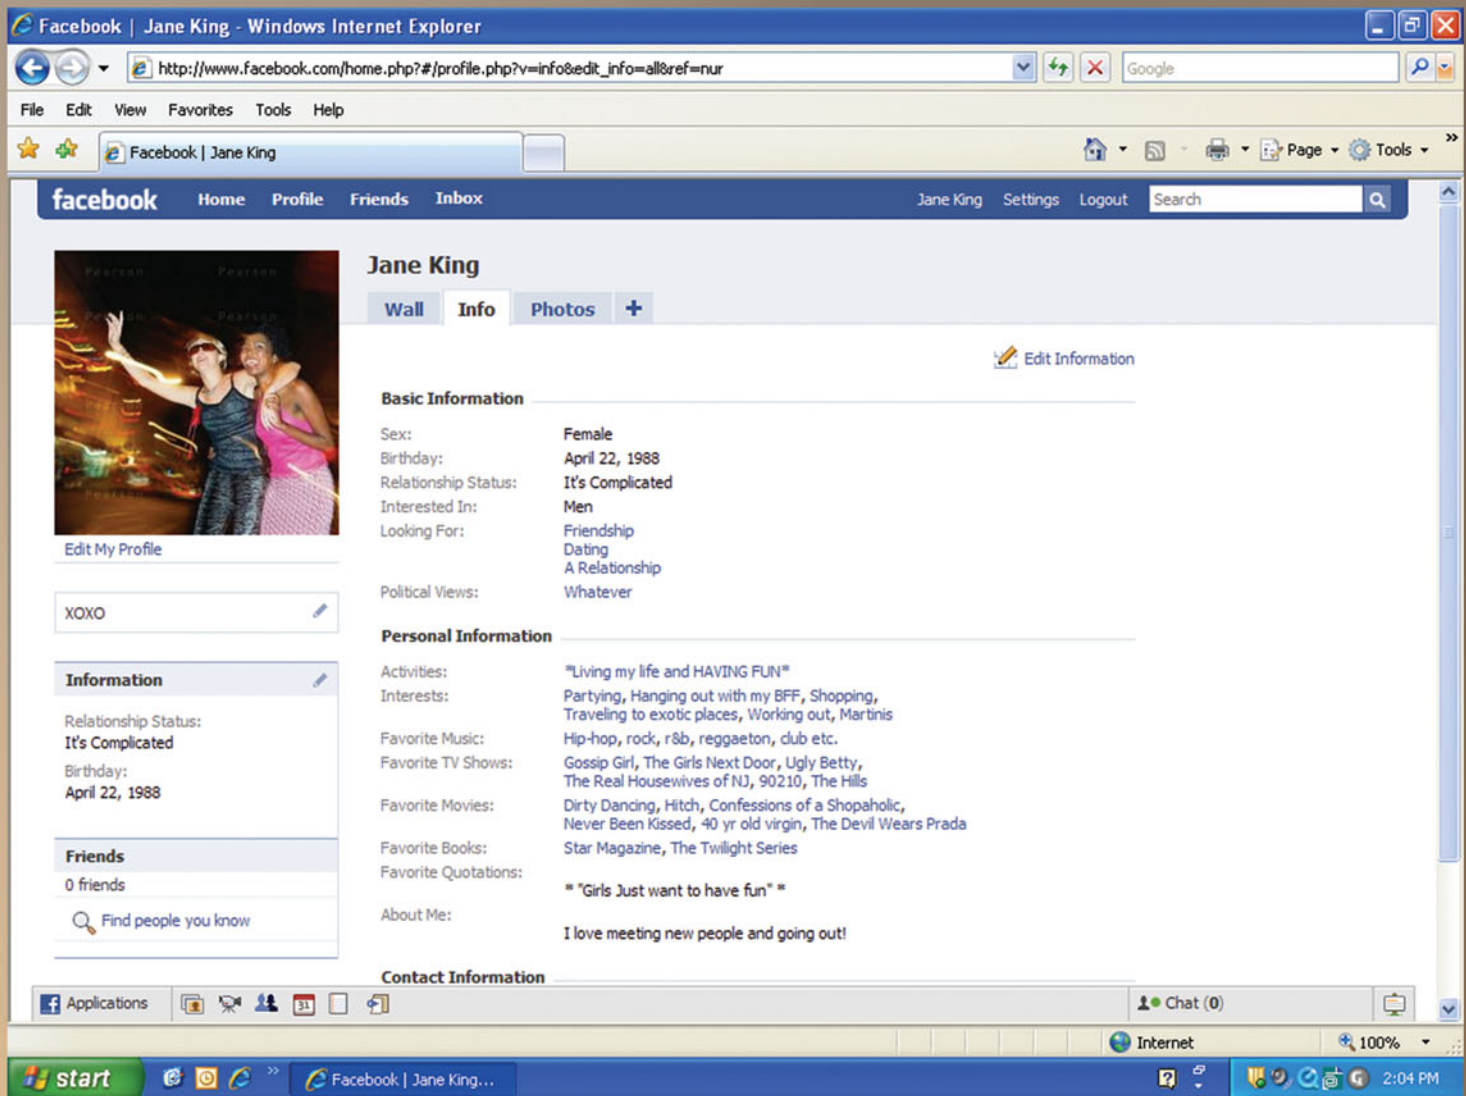 Facebook | Jane King - Windows Internet Explorer
http://www.facebook.com/home.php?#/profile.php?v=info&edit_info=all&ref=nur
Google
File Edit View Favorites Tools Help
Facebook | Jane King
Page Tools
facebook Home Profile Friends Inbox Jane King Settings Logout Search
Pearson Pearson
Pearson
Pearson
Jane King
Wall Info Photos +
Edit Information
Basic Information
Sex: Female
Birthday: April 22, 1988
Relationship Status: It's Complicated
Interested In: Men
Looking For: Friendship
Dating
A Relationship
Political Views: Whatever
Personal Information
Activities: *Living my life and HAVING FUN*
Interests: Partying, Hanging out with my BFF, Shopping,
Traveling to exotic places, Working out, Martinis
Favorite Music: Hip-hop, rock, r&b, reggaeton, club etc.
Favorite TV Shows: Gossip Girl, The Girls Next Door, Ugly Betty,
The Real Housewives of NJ, 90210, The Hills
Favorite Movies: Dirty Dancing, Hitch, Confessions of a Shopaholic,
Never Been Kissed, 40 yr old virgin, The Devil Wears Prada
Favorite Books: Star Magazine, The Twilight Series
Favorite Quotations:
* "Girls Just want to have fun" *
About Me:
I love meeting new people and going out!
Contact Information
Edit My Profile
XOXO
Information
Relationship Status:
It's Complicated
Birthday:
April 22, 1988
Friends
0 friends
Find people you know
Applications 31 Chat (0)
Internet 100%
start Facebook | Jane King... 2:04 PM